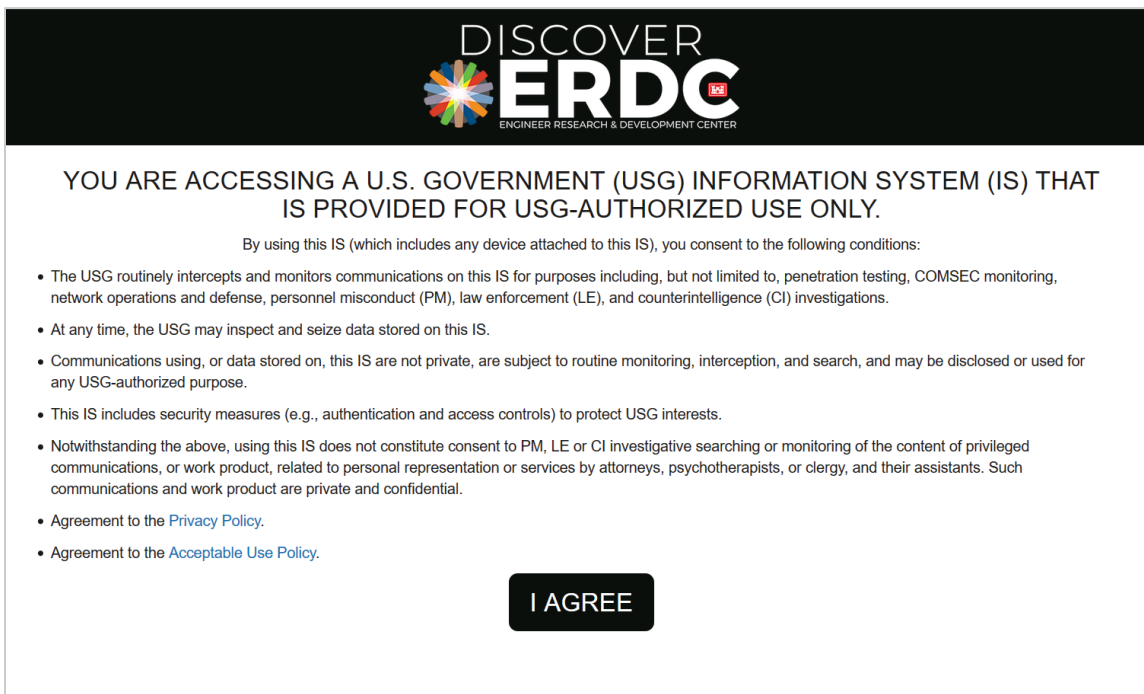 DISCOVER
ERDC
ENGINEER RESEARCH & DEVELOPMENT CENTER
YOU ARE ACCESSING A U.S. GOVERNMENT (USG) INFORMATION SYSTEM (IS) THAT
IS PROVIDED FOR USG-AUTHORIZED USE ONLY.
By using this IS (which includes any device attached to this IS), you consent to the following conditions:
• The USG routinely intercepts and monitors communications on this IS for purposes including, but not limited to, penetration testing, COMSEC monitoring,
network operations and defense, personnel misconduct (PM), law enforcement (LE), and counterintelligence (CI) investigations.
• At any time, the USG may inspect and seize data stored on this IS.
• Communications using, or data stored on, this IS are not private, are subject to routine monitoring, interception, and search, and may be disclosed or used for
any USG-authorized purpose.
• This IS includes security measures (e.g., authentication and access controls) to protect USG interests.
• Notwithstanding the above, using this IS does not constitute consent to PM, LE or CI investigative searching or monitoring of the content of privileged
communications, or work product, related to personal representation or services by attorneys, psychotherapists, or clergy, and their assistants. Such
communications and work product are private and confidential.
• Agreement to the Privacy Policy.
• Agreement to the Acceptable Use Policy.
I AGREE